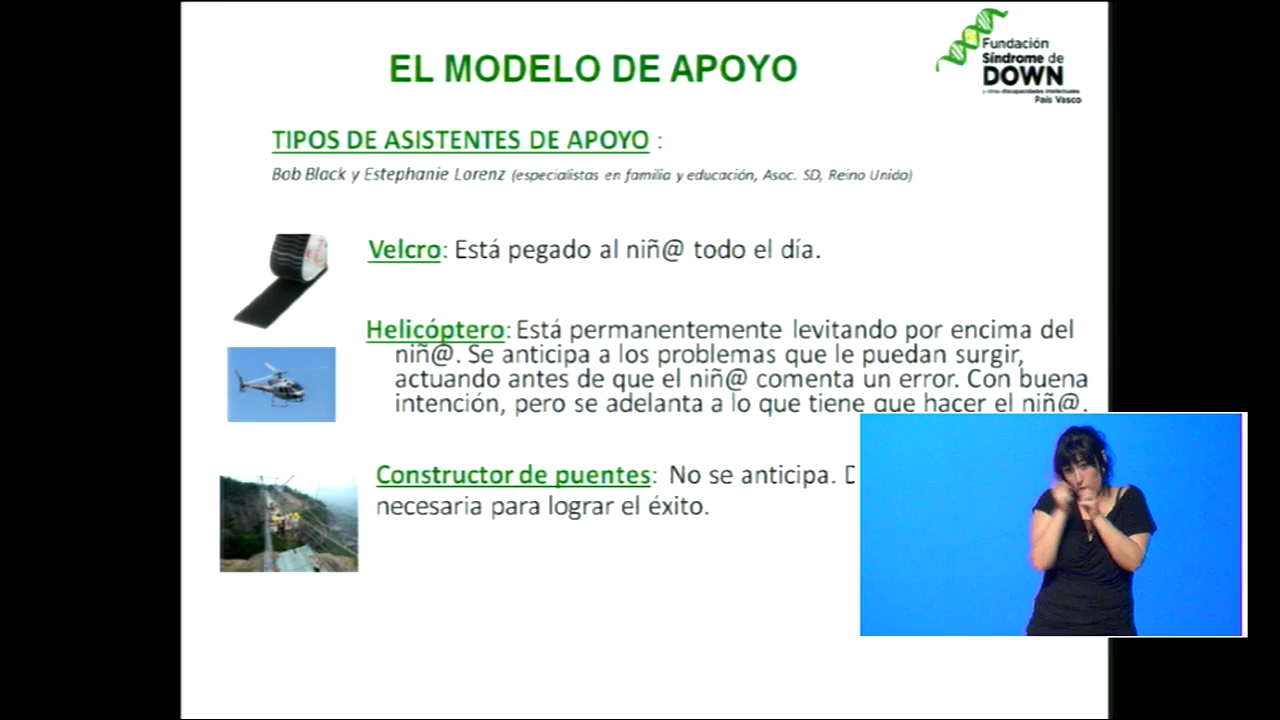 EL MODELO DE APOYO
Fundación
Síndrome de
DOWN
y otras discapacidades intelectuales
País Vasco
TIPOS DE ASISTENTES DE APOYO :
Bob Black y Estephanie Lorenz (especialistas en familia y educación, Asoc. SD, Reino Unido)
Velcro: Está pegado al niñ@ todo el día.
Helicóptero: Está permanentemente levitando por encima del
niñ@. Se anticipa a los problemas que le puedan surgir,
actuando antes de que el niñ@ comenta un error. Con buena
intención, pero se adelanta a lo que tiene que hacer el niñ@.
Constructor de puentes: No se anticipa.
necesaria para lograr el éxito.